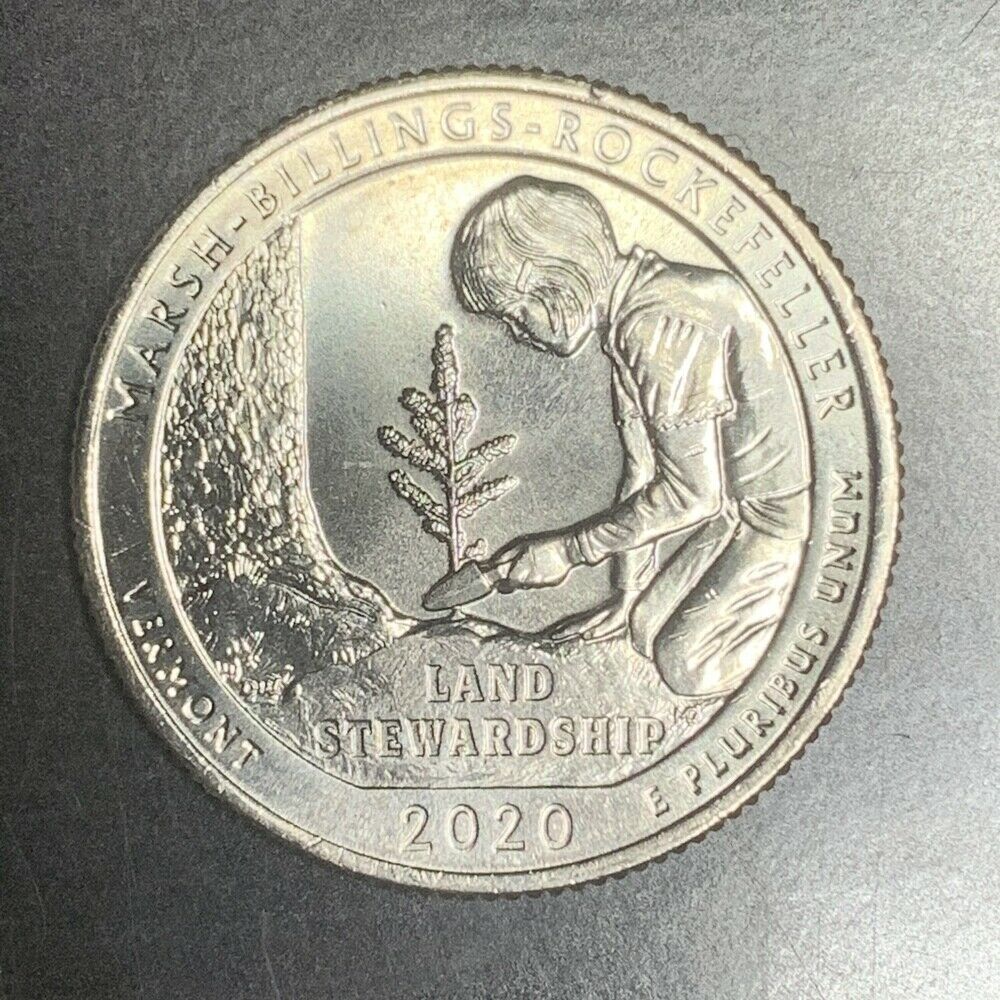 MARSH-BILLINGS-ROCKEFELLER
VERMONT
LAND
STEWARDSHIP
2020
E PLURIBUS UNUM